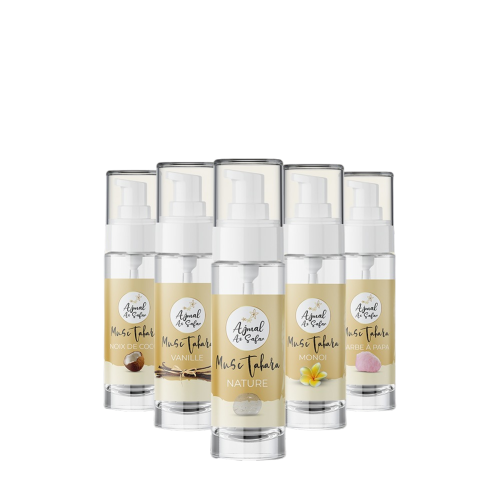 Ajmal
As Safar
Musc Tahara
NOIX DE COCO
Ajmal
As Safar
Musc Tahara
VANILLE
Ajmal
As Safar
Musc Tahara
NATURE
Ajmal
As Safar
Musc Tahara
MONOI
Ajmal
As Safar
Musc Tahara
BARBE À PAPA